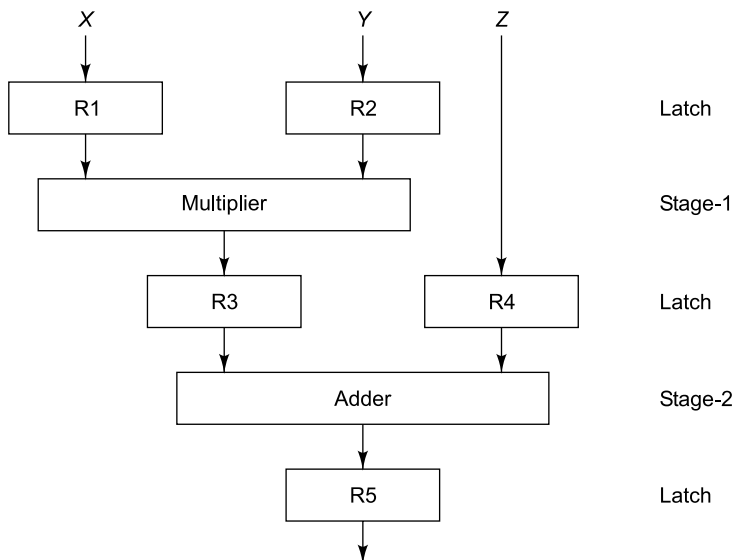 X Y Z
R1 R2 Latch
Multiplier Stage-1
R3 R4 Latch
Adder Stage-2
R5 Latch